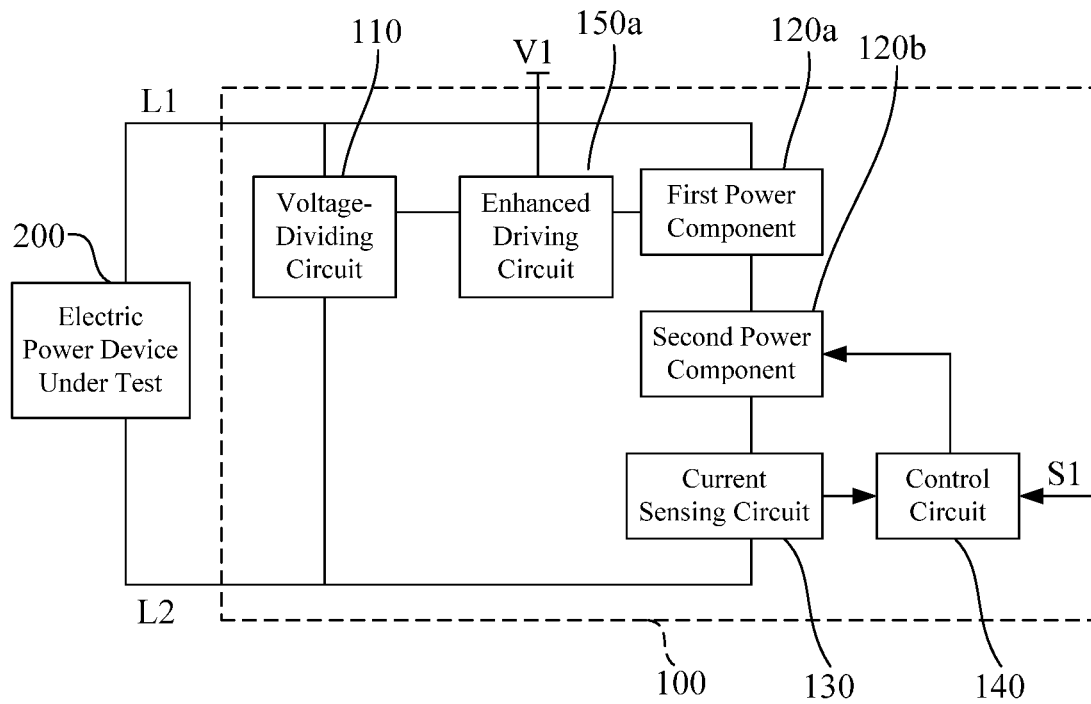 110
V1
150a
120a
120b
L1
Voltage-
Dividing
Circuit
Enhanced
Driving
Circuit
First Power
Component
200
Electric
Power Device
Under Test
Second Power
Component
Current
Sensing Circuit
Control
Circuit
S1
L2
100
130
140